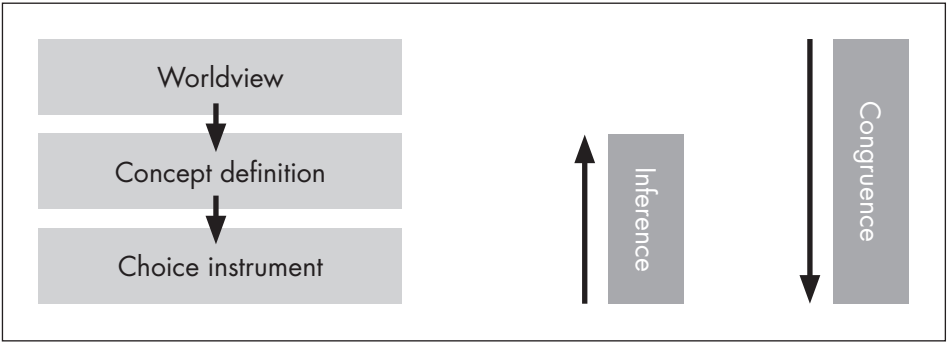 Worldview
Concept definition
Choice instrument
Inference
Congruence